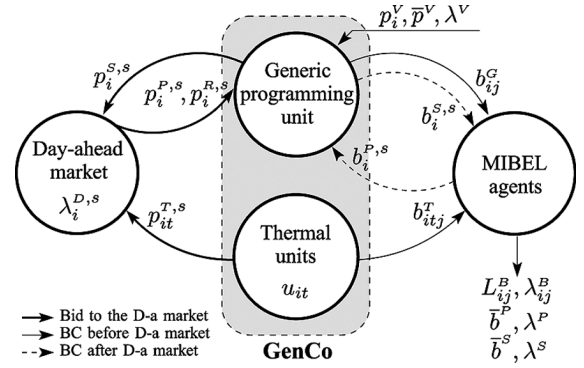 p_i^V, p̅^V, λ^V
p_i^{S,s}
p_i^{P,s}, p_i^{R,s}
Generic
programming
unit
b_{ij}^G
b_i^{S,s}
b_i^{P,s}
Day-ahead
market
λ_i^{D,s}
MIBEL
agents
p_{it}^{T,s}
Thermal
units
u_{it}
b_{itj}^T
L_{ij}^B, λ_{ij}^B
b̅^P, λ^P
b̅^S, λ^S
Bid to the D-a market
BC before D-a market
BC after D-a market
GenCo